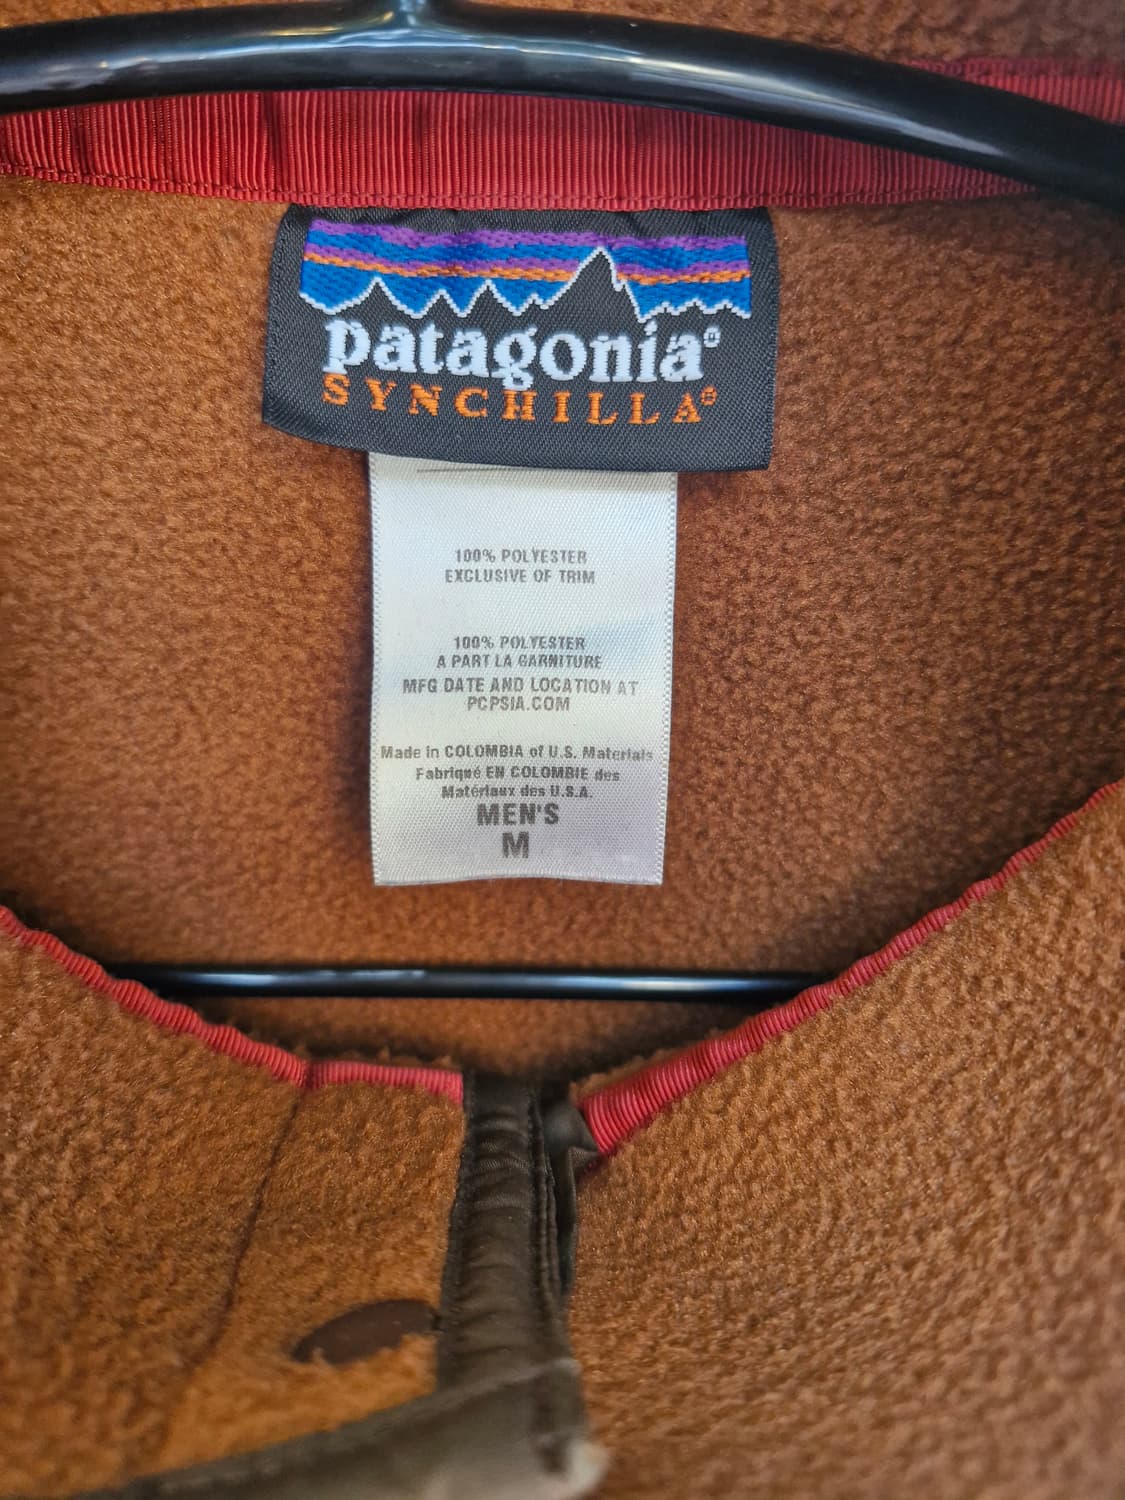 patagonia®
SYNCHILLA®
100% POLYESTER
EXCLUSIVE OF TRIM
100% POLYESTER
A PART LA GARNITURE
MFG DATE AND LOCATION AT
PCPSIA.COM
Made in COLOMBIA of U.S. Materials
Fabriqué EN COLOMBIE des
Matériaux des U.S.A.
MEN'S
M